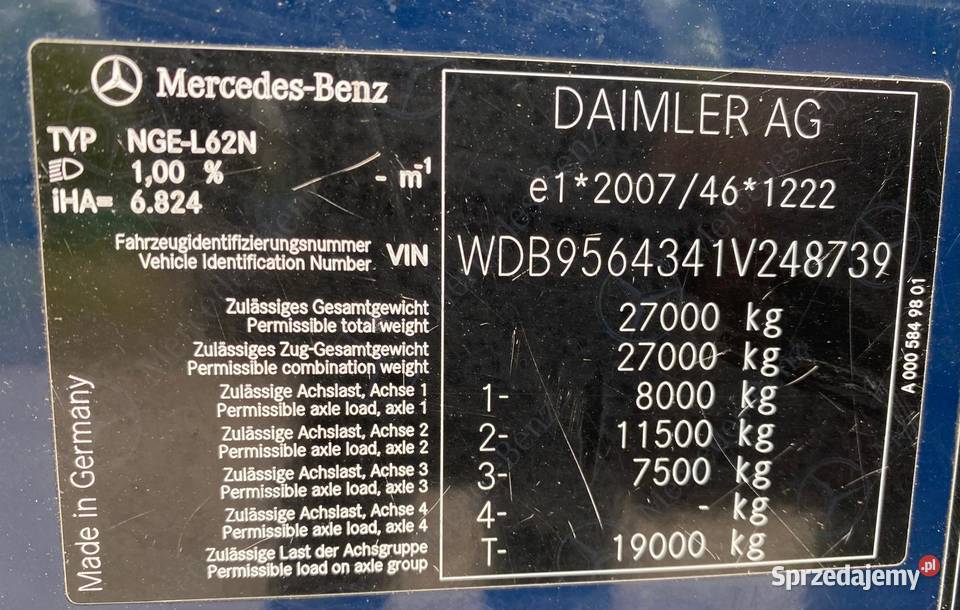 Mercedes-Benz
DAIMLER AG
TYP NGE-L62N
1,00 % - m-1
iHA= 6.824
e1*2007/46*1222
Fahrzeugidentifizierungsnummer
Vehicle Identification Number VIN WDB9564341V248739
Zulässiges Gesamtgewicht
Permissible total weight 27000 kg
Zulässiges Zug-Gesamtgewicht
Permissible combination weight 27000 kg
Zulässige Achslast, Achse 1
Permissible axle load, axle 1 1- 8000 kg
Zulässige Achslast, Achse 2
Permissible axle load, axle 2 2- 11500 kg
Zulässige Achslast, Achse 3
Permissible axle load, axle 3 3- 7500 kg
Zulässige Achslast, Achse 4
Permissible axle load, axle 4 4- - kg
Zulässige Last der Achsgruppe
Permissible load on axle group T- 19000 kg
Made in Germany
A 000 584 98 01
Sprzedajemy.pl